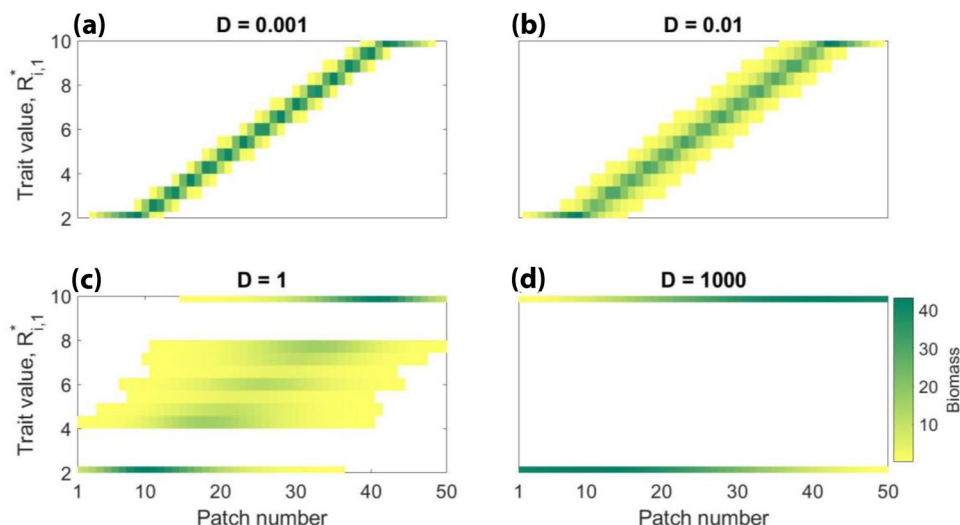 (a) D = 0.001
(b) D = 0.01
Trait value, R*i,1
10
8
6
4
2
(c) D = 1
(d) D = 1000
Trait value, R*i,1
10
8
6
4
2
1 10 20 30 40 50
Patch number
1 10 20 30 40 50
Patch number
40
30
20
10
Biomass